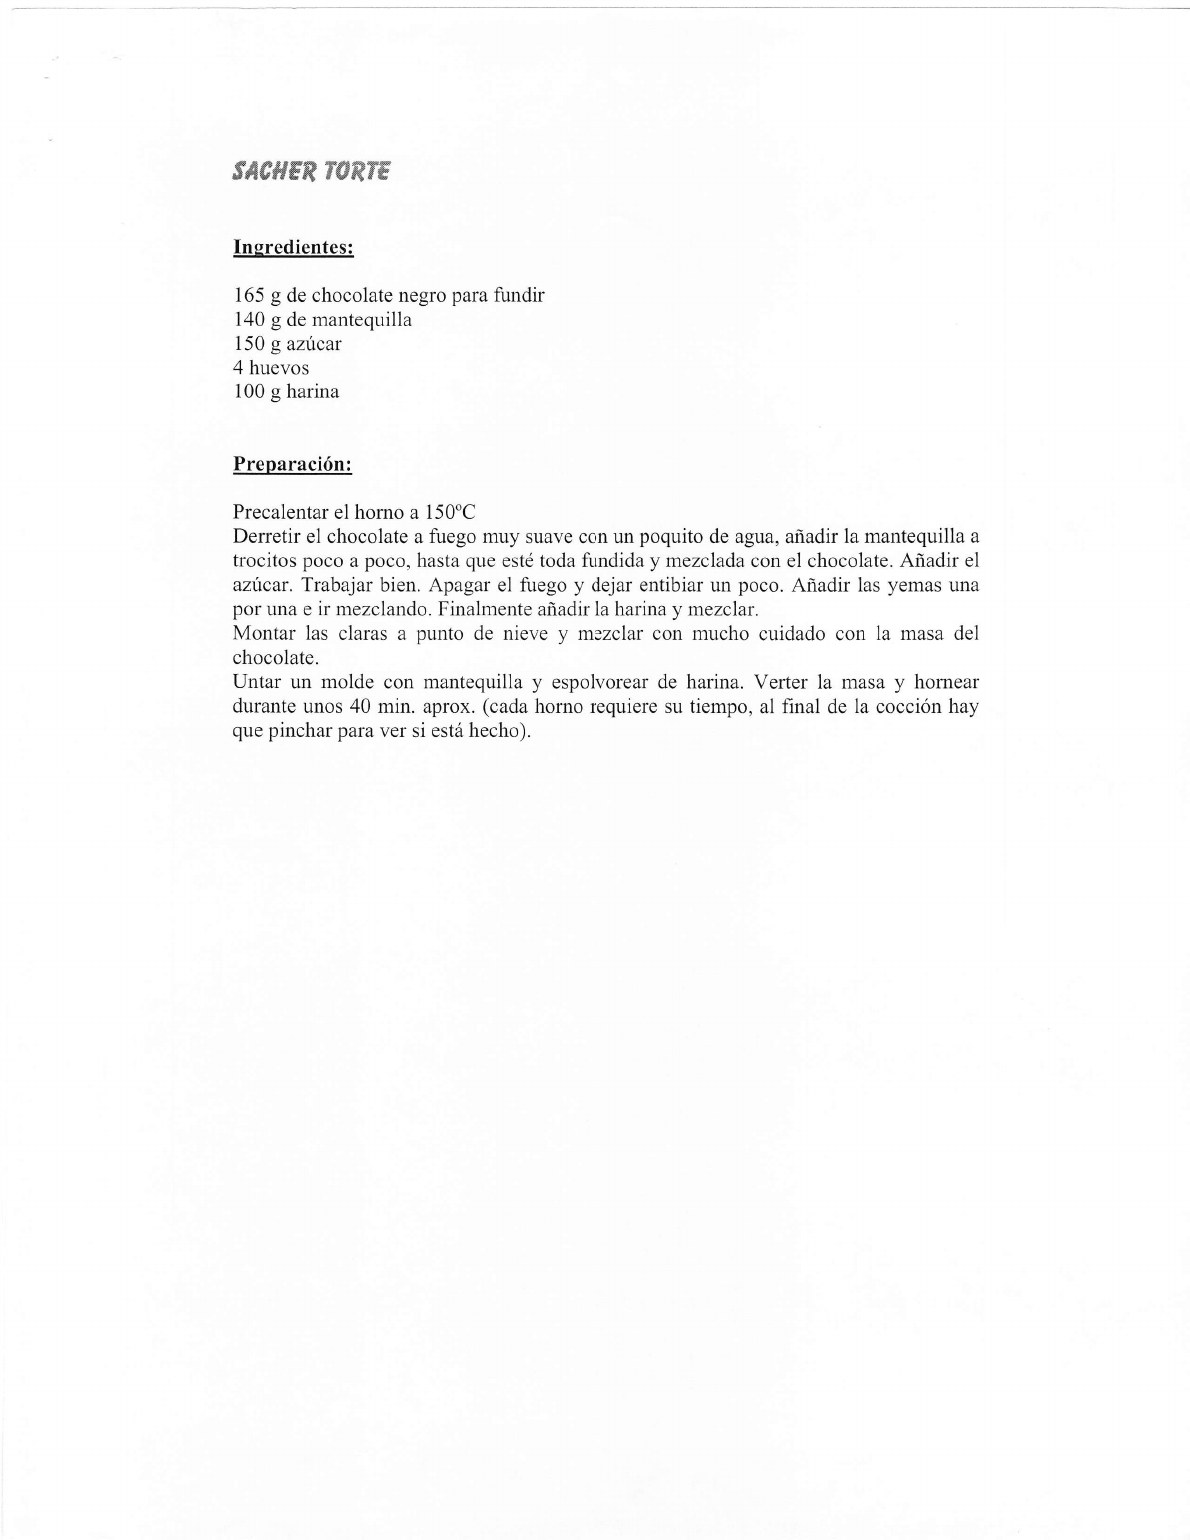 SACHER TORTE
Ingredientes:
165 g de chocolate negro para fundir
140 g de mantequilla
150 g azúcar
4 huevos
100 g harina
Preparación:
Precalentar el horno a 150ºC
Derretir el chocolate a fuego muy suave con un poquito de agua, añadir la mantequilla a
trocitos poco a poco, hasta que esté toda fundida y mezclada con el chocolate. Añadir el
azúcar. Trabajar bien. Apagar el fuego y dejar entibiar un poco. Añadir las yemas una
por una e ir mezclando. Finalmente añadir la harina y mezclar.
Montar las claras a punto de nieve y mezclar con mucho cuidado con la masa del
chocolate.
Untar un molde con mantequilla y espolvorear de harina. Verter la masa y hornear
durante unos 40 min. aprox. (cada horno requiere su tiempo, al final de la cocción hay
que pinchar para ver si está hecho).